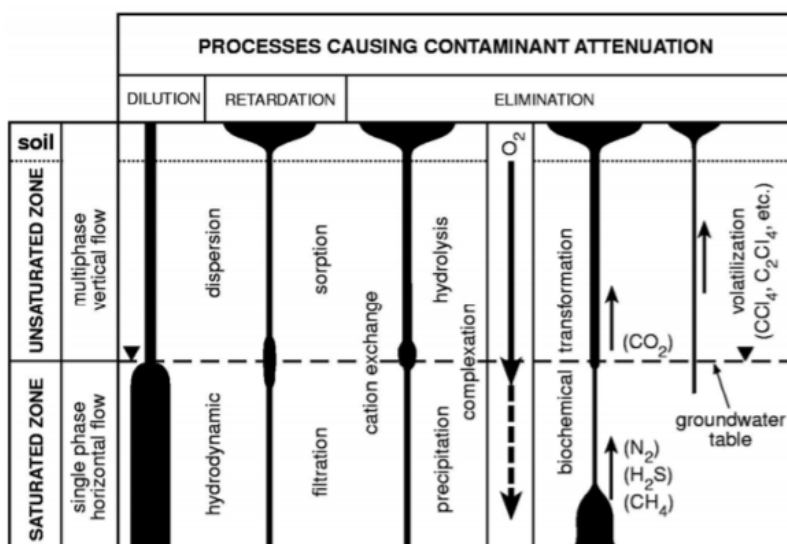 PROCESSES CAUSING CONTAMINANT ATTENUATION
DILUTION
RETARDATION
ELIMINATION
soil
UNSATURATED ZONE
multiphase
vertical flow
dispersion
sorption
hydrolysis
O₂
transformation
(CO₂)
volatilization
(CCl₄, C₂Cl₄, etc.)
cation exchange
complexation
groundwater
table
SATURATED ZONE
single phase
horizontal flow
hydrodynamic
filtration
precipitation
biochemical
(N₂)
(H₂S)
(CH₄)